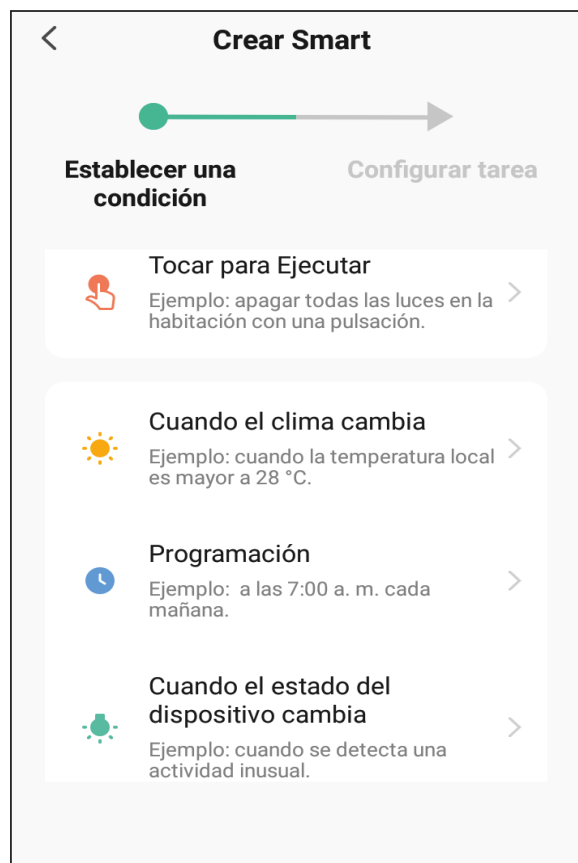 Crear Smart
Establecer una
condición
Configurar tarea
Tocar para Ejecutar
Ejemplo: apagar todas las luces en la
habitación con una pulsación.
Cuando el clima cambia
Ejemplo: cuando la temperatura local
es mayor a 28 °C.
Programación
Ejemplo:  a las 7:00 a. m. cada
mañana.
Cuando el estado del
dispositivo cambia
Ejemplo: cuando se detecta una
actividad inusual.